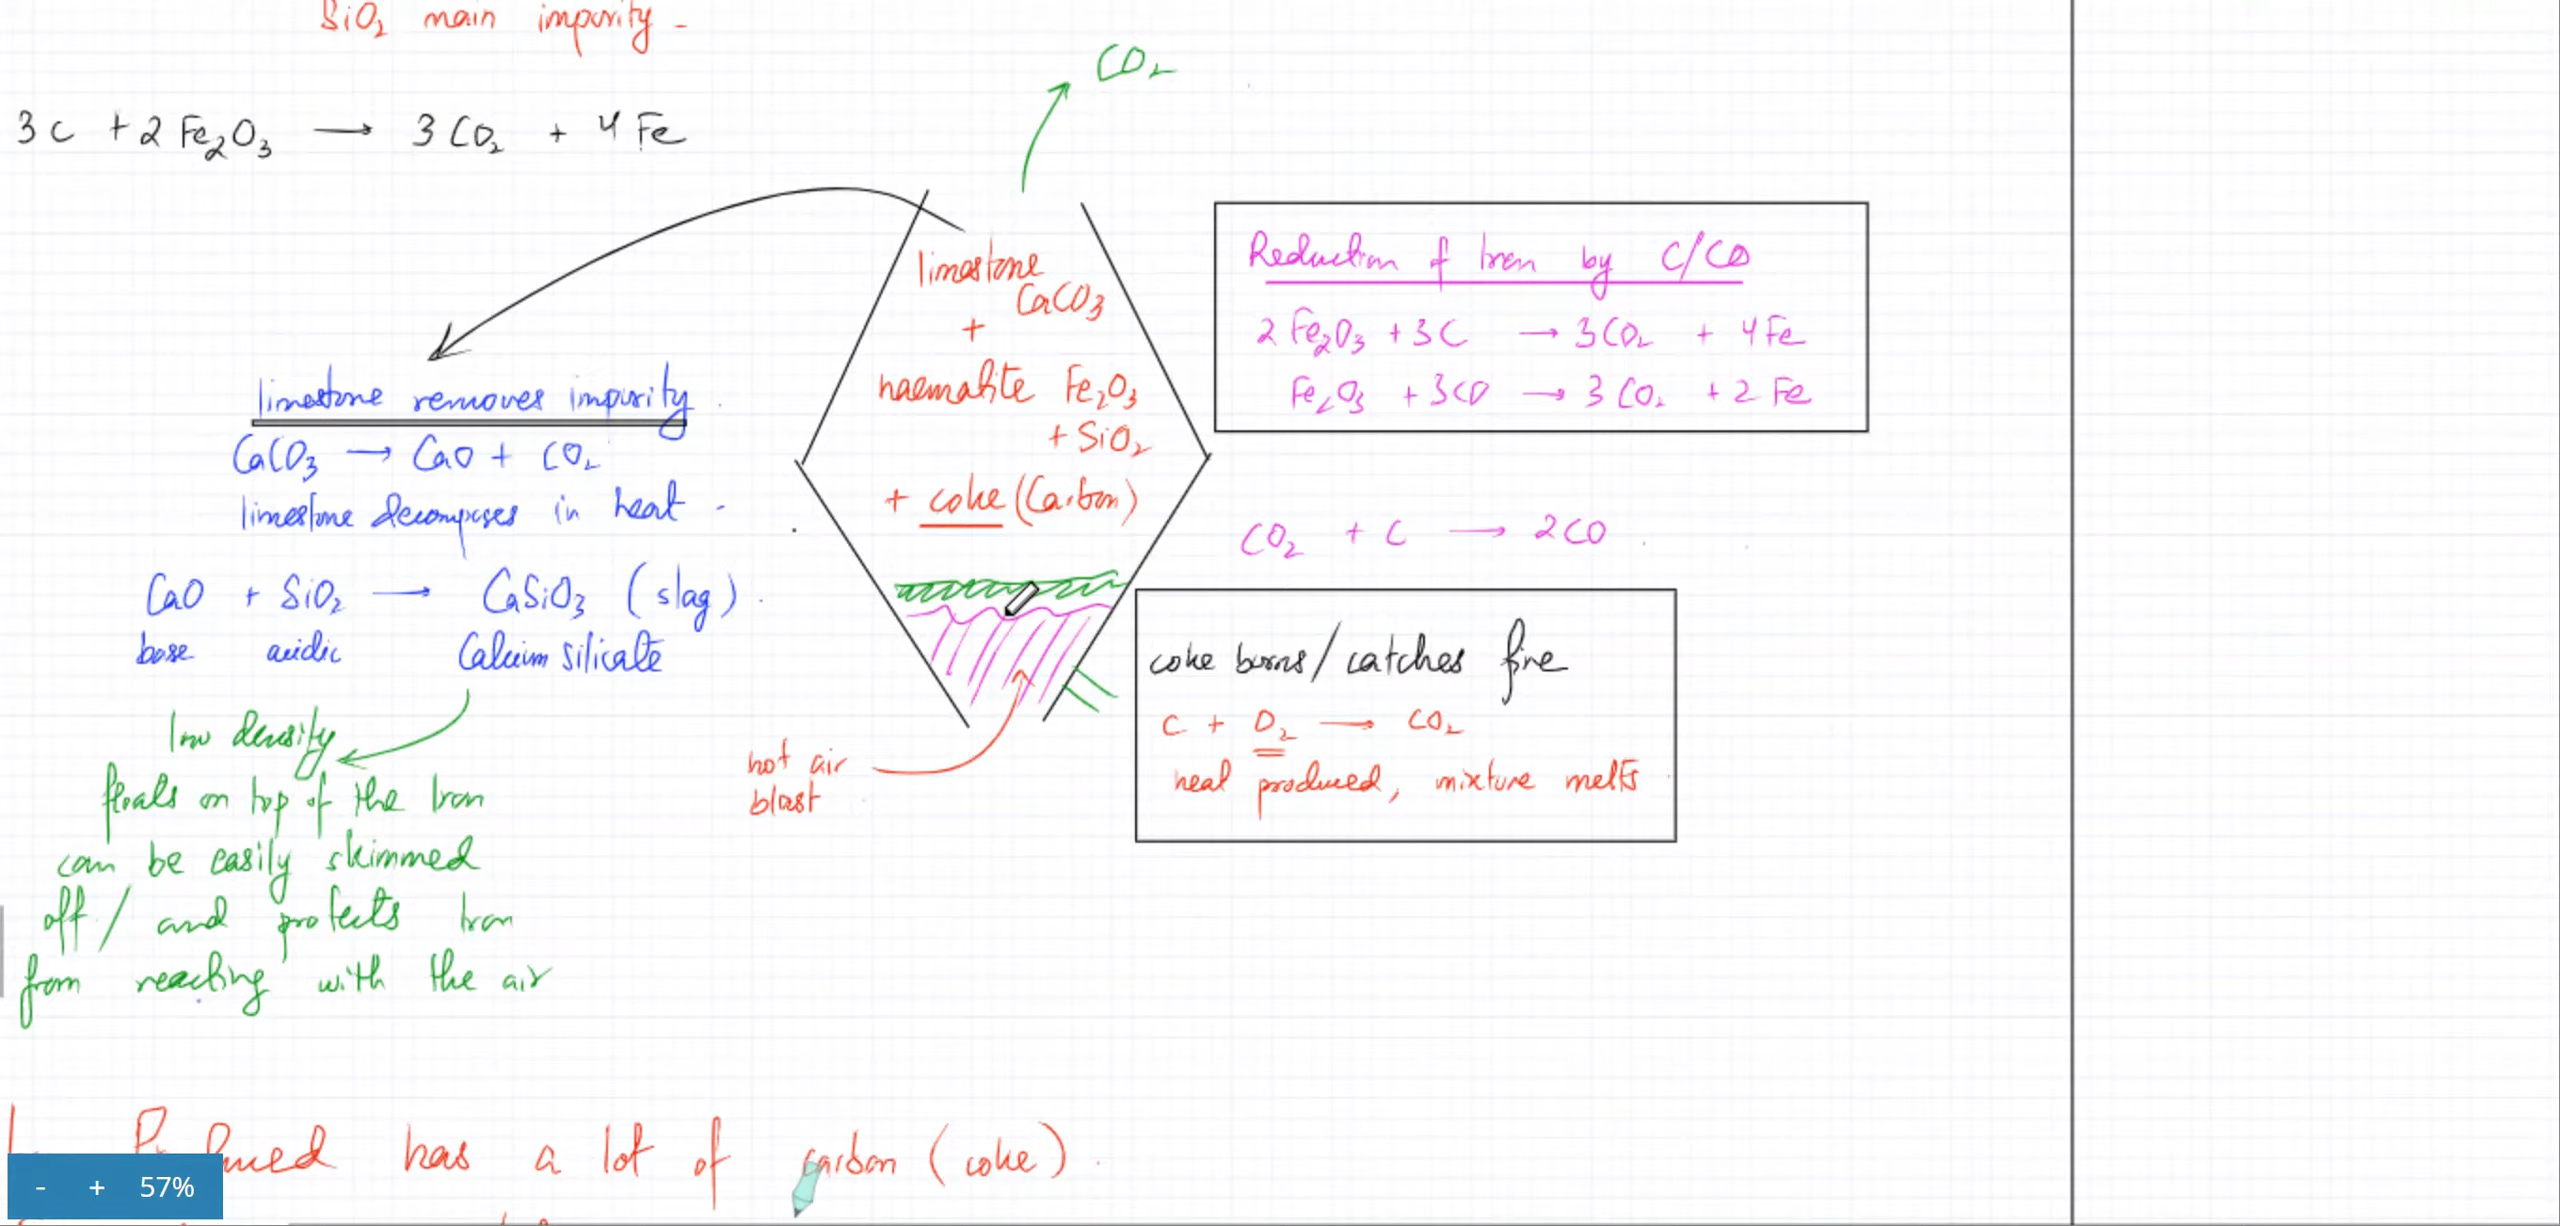 SiO₂ main impurity -
3C + 2Fe₂O₃ → 3CO₂ + 4Fe
CO₂
limestone
CaCO₃
+
haematite Fe₂O₃
+ SiO₂
+ coke (Carbon)
Reduction of Iron by C/CO
2Fe₂O₃ + 3C → 3CO₂ + 4Fe
Fe₂O₃ + 3CO → 3CO₂ + 2Fe
CO₂ + C → 2CO
limestone removes impurity
CaCO₃ → CaO + CO₂
limestone decomposes in heat -
CaO + SiO₂ → CaSiO₃ (slag)
base acidic Calcium silicate
low density
floats on top of the Iron
can be easily skimmed
off / and protects Iron
from reacting with the air
hot air
blast
coke burns/catches fire
C + O₂ → CO₂
heat produced, mixture melts
has a lot of carbon (coke).
- + 57%